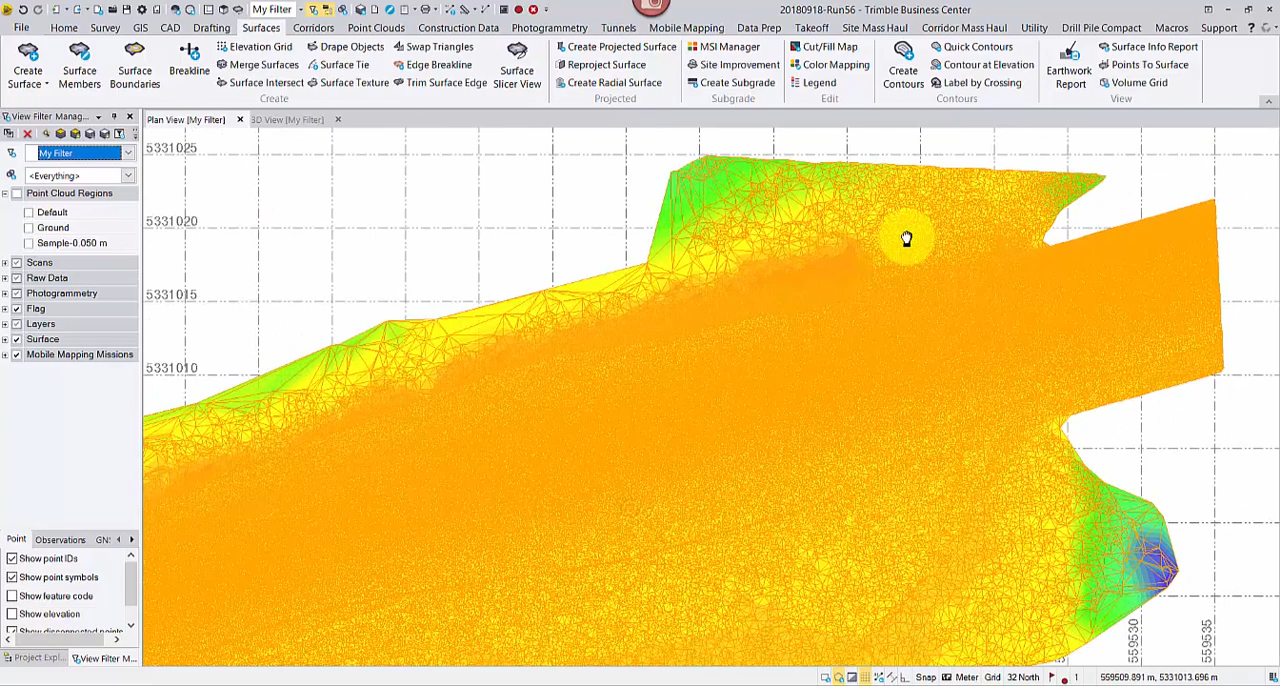 My Filter
20180918-Run56 - Trimble Business Center
File Home Survey GIS CAD Drafting Surfaces Corridors Point Clouds Construction Data Photogrammetry Tunnels Mobile Mapping Data Prep Takeoff Site Mass Haul Corridor Mass Haul Utility Drill Pile Compact Macros Support
Create Surface
Surface Members
Surface Boundaries
Breakline
Elevation Grid
Merge Surfaces
Surface Intersect
Drape Objects
Surface Tie
Surface Texture
Swap Triangles
Edge Breakline
Trim Surface Edge
Surface Slicer View
Create
Create Projected Surface
Reproject Surface
Create Radial Surface
Projected
MSI Manager
Site Improvement
Create Subgrade
Subgrade
Cut/Fill Map
Color Mapping
Legend
Edit
Create Contours
Quick Contours
Contour at Elevation
Label by Crossing
Contours
Earthwork Report
Surface Info Report
Points To Surface
Volume Grid
View
View Filter Manag...
My Filter
<Everything>
Point Cloud Regions
Default
Ground
Sample-0.050 m
Scans
Raw Data
Photogrammetry
Flag
Layers
Surface
Mobile Mapping Missions
Point Observations GN:
Show point IDs
Show point symbols
Show feature code
Show elevation
Show disconnected points
Project Expl...
View Filter M...
Plan View [My Filter]
3D View [My Filter]
5331025
5331020
5331015
5331010
559530
559535
Snap Meter Grid 32 North 1 559509.891 m, 5331013.696 m